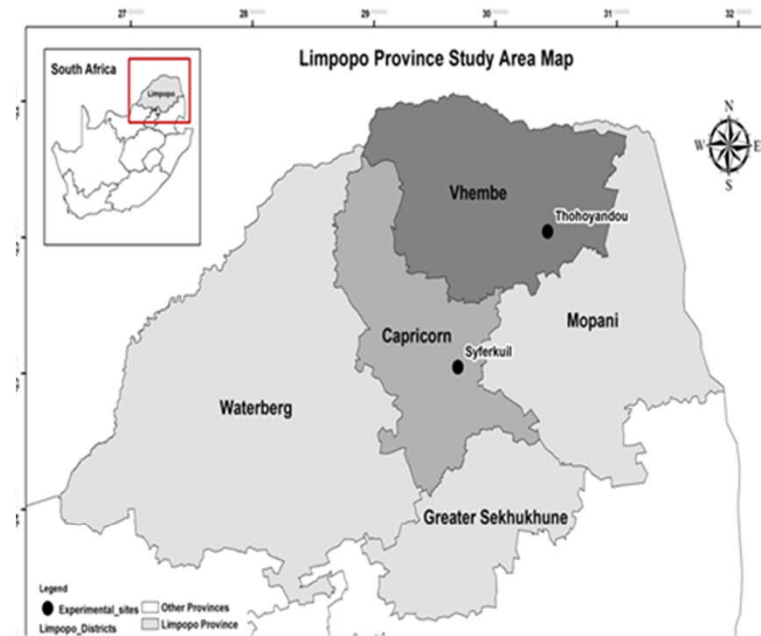 27
28
29
30
31
32
Limpopo Province Study Area Map
South Africa
Limpopo
N
W E
S
Vhembe
Thohoyandou
Mopani
Capricorn
Syferkuil
Waterberg
Greater Sekhukhune
Legend
Experimental_sites Other Provinces
Limpopo_Districts Limpopo Province